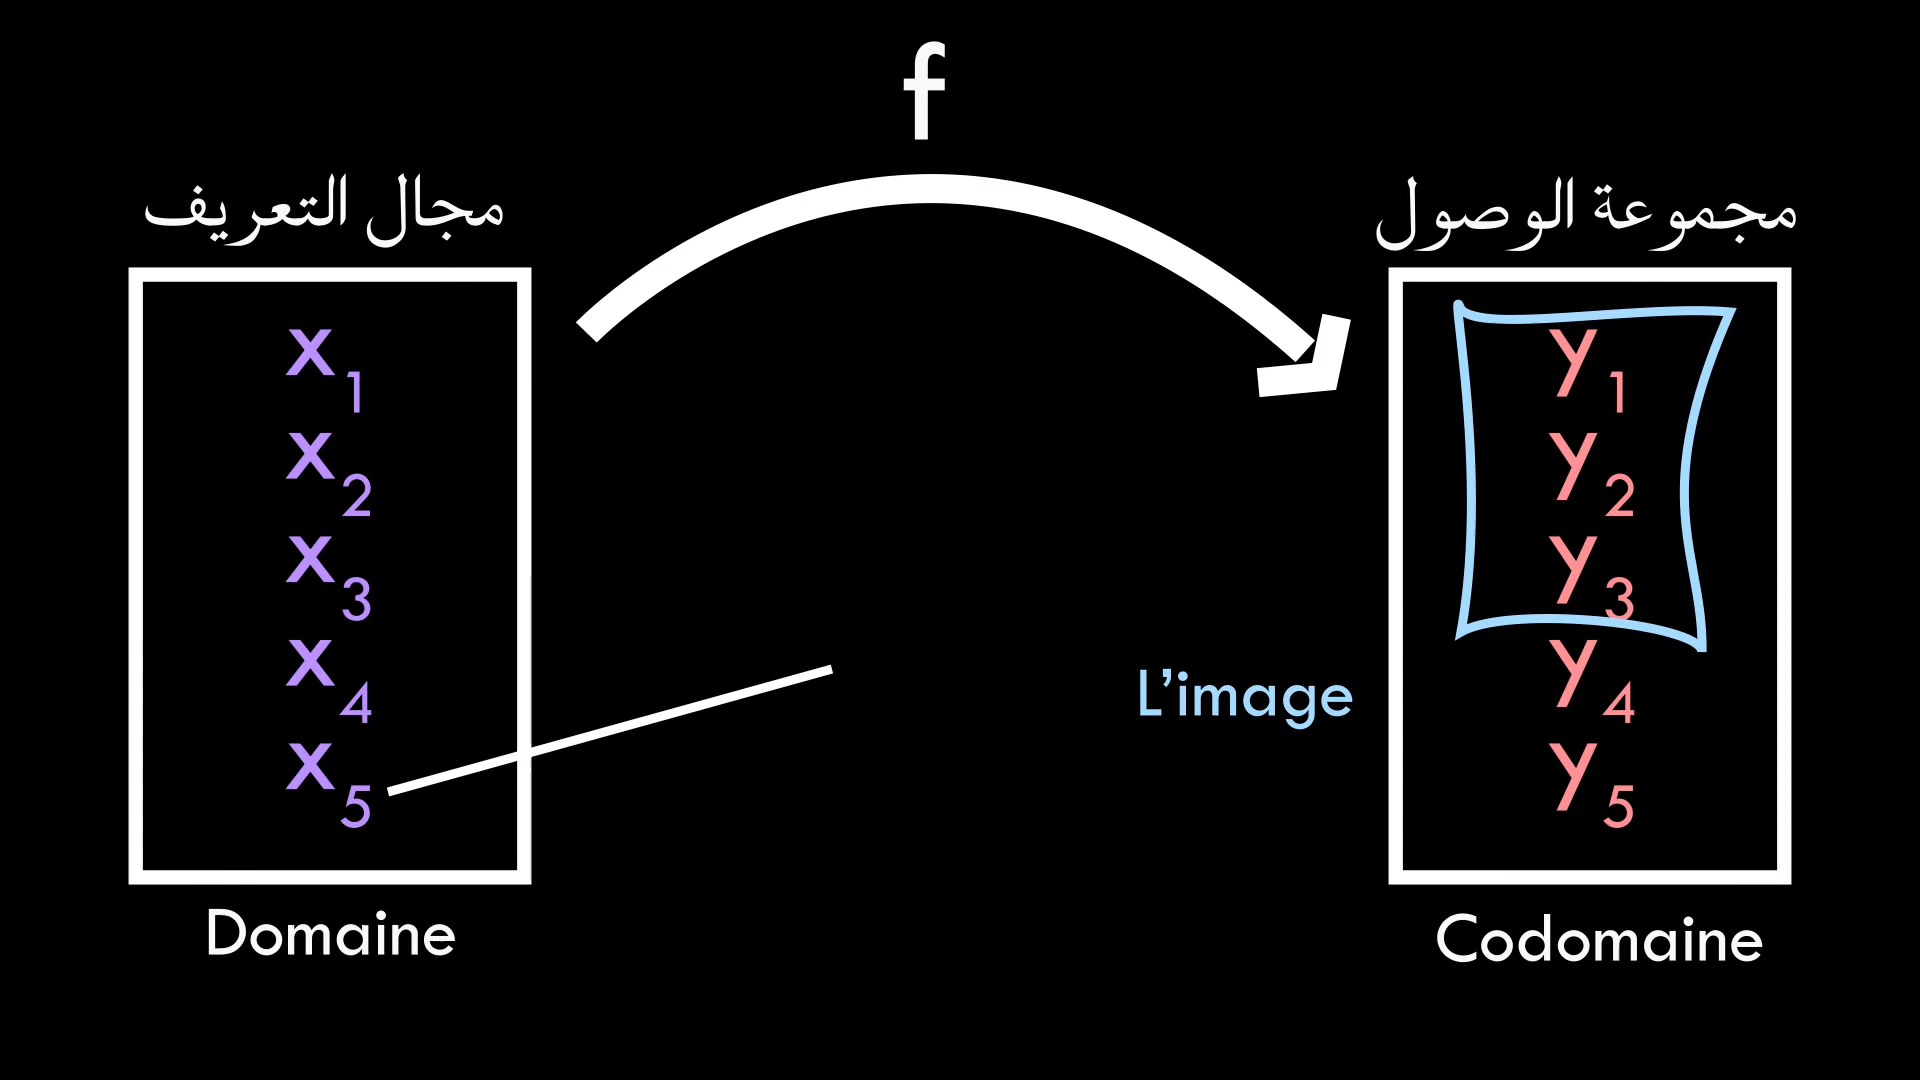 f
مجال التعريف
مجموعة الوصول
x1
x2
x3
x4
x5
y1
y2
y3
y4
y5
L’image
Domaine
Codomaine